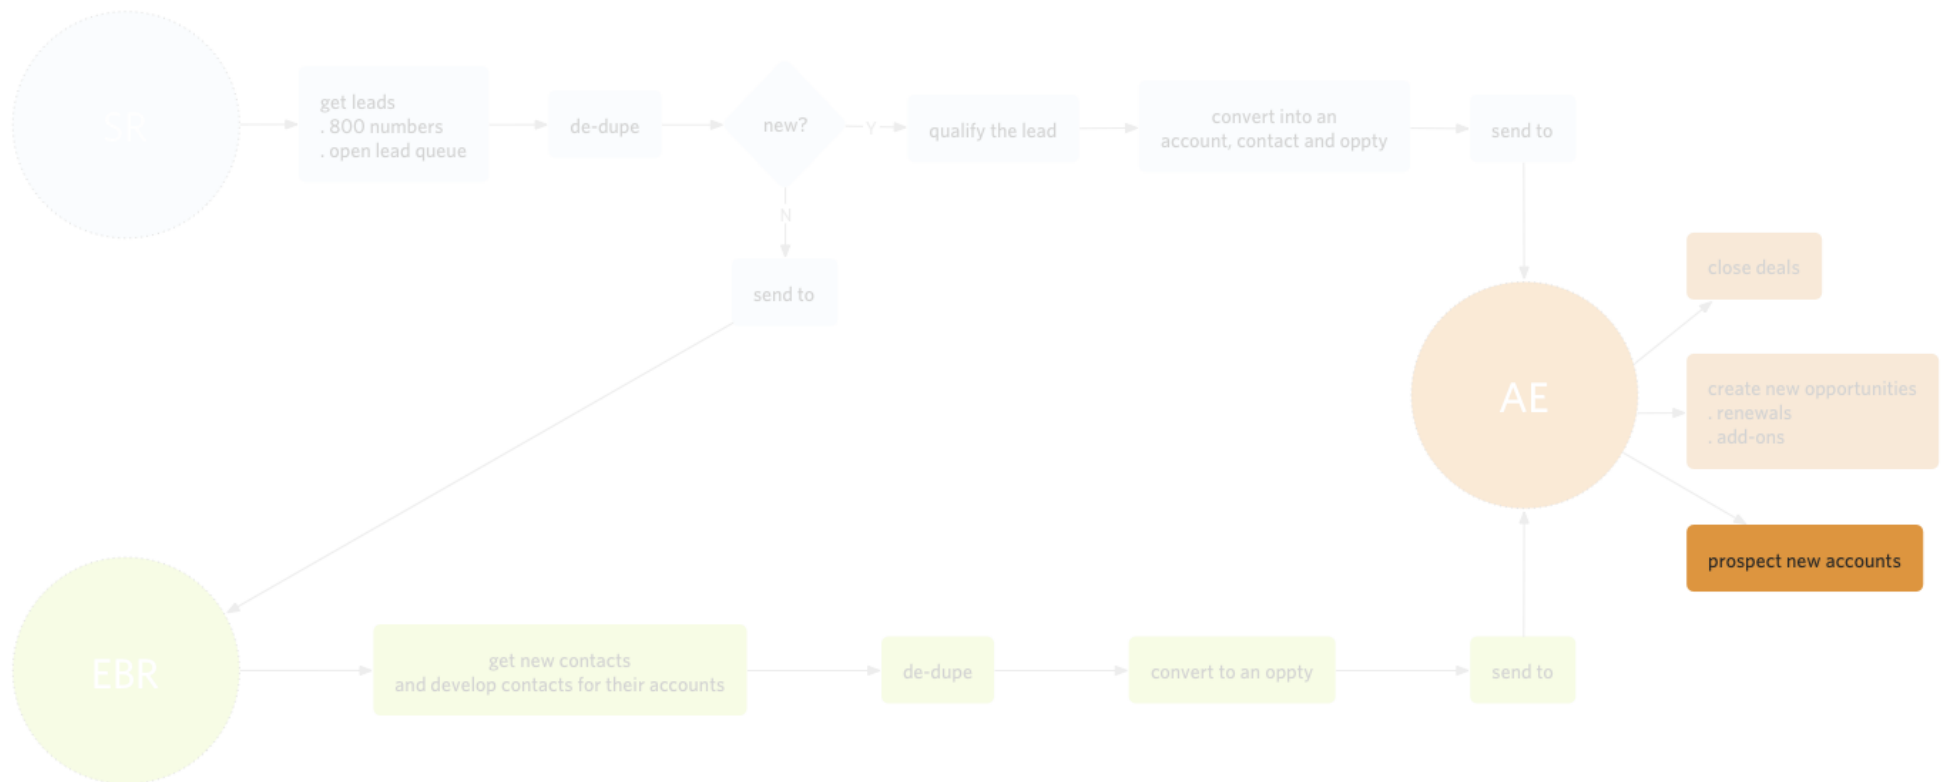 SR
get leads
. 800 numbers
. open lead queue
de-dupe
new?
Y
qualify the lead
convert into an
account, contact and oppty
send to
N
send to
close deals
AE
create new opportunities
. renewals
. add-ons
prospect new accounts
EBR
get new contacts
and develop contacts for their accounts
de-dupe
convert to an oppty
send to